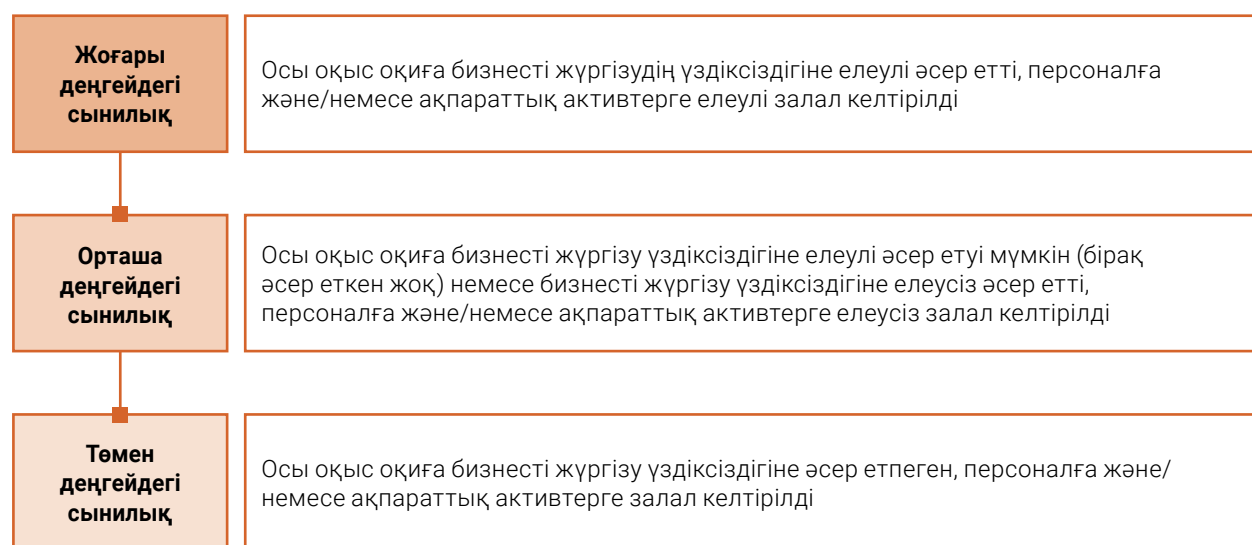 Жоғары
деңгейдегі
сынилық
Осы оқыс оқиға бизнесті жүргізудің үздіксіздігіне елеулі әсер етті, персоналға
және/немесе ақпараттық активтерге елеулі залал келтірілді
Орташа
деңгейдегі
сынилық
Осы оқыс оқиға бизнесті жүргізу үздіксіздігіне елеулі әсер етуі мүмкін (бірақ
әсер еткен жоқ) немесе бизнесті жүргізу үздіксіздігіне елеусіз әсер етті,
персоналға және/немесе ақпараттық активтерге елеусіз залал келтірілді
Төмен
деңгейдегі
сынилық
Осы оқыс оқиға бизнесті жүргізу үздіксіздігіне әсер етпеген, персоналға және/
немесе ақпараттық активтерге залал келтірілді